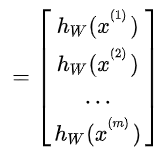 = [ h_W(x^{(1)})
h_W(x^{(2)})
...
h_W(x^{(m)}) ]